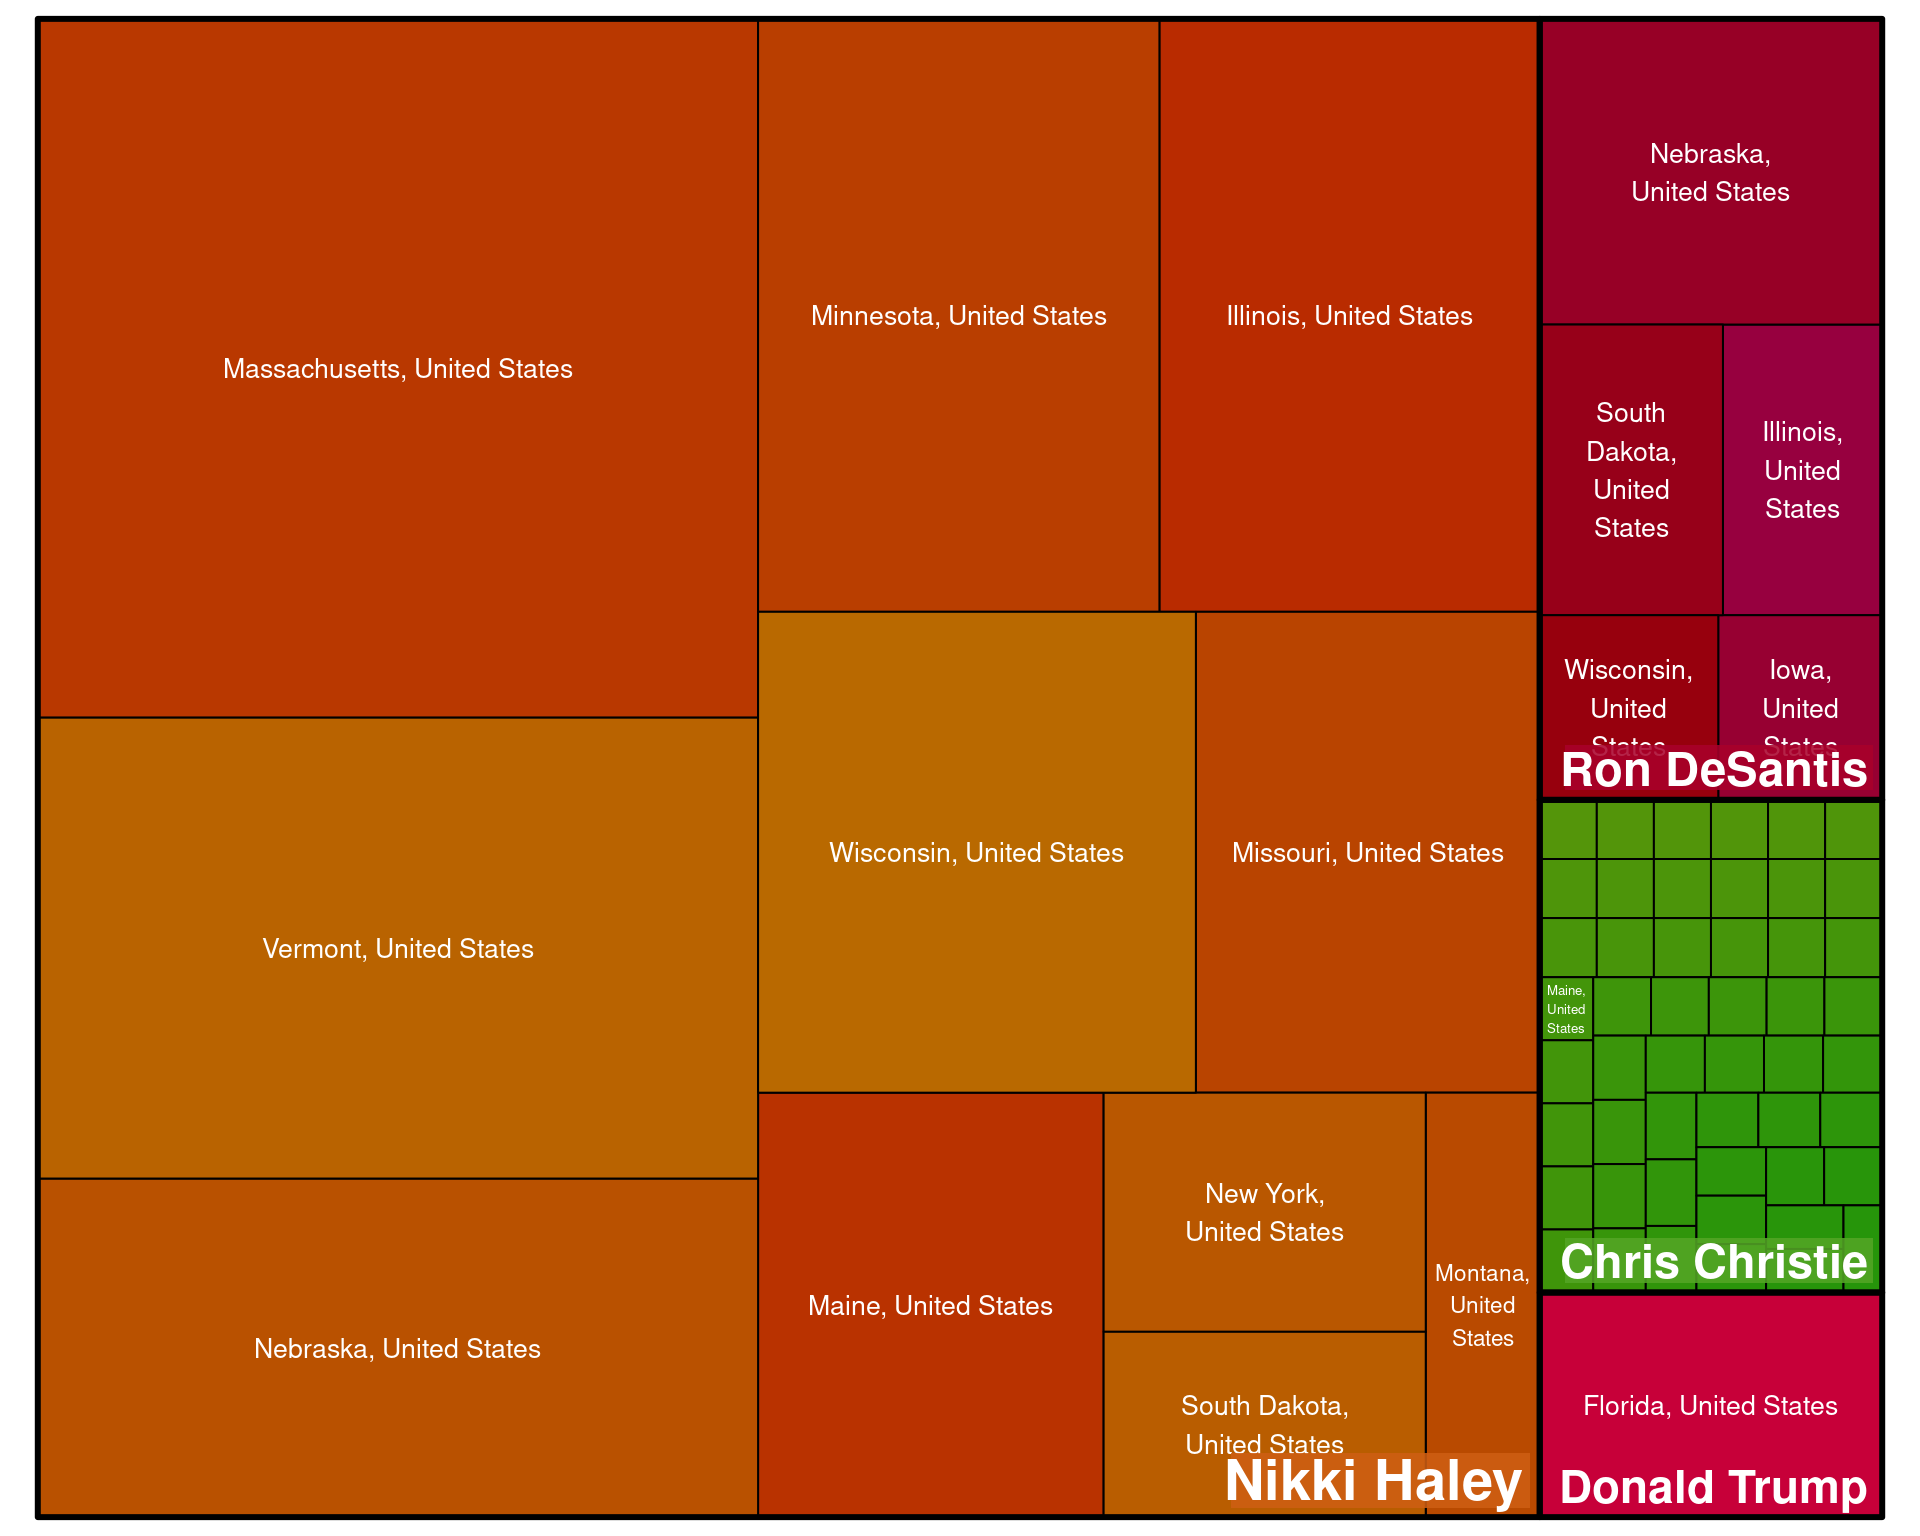 Massachusetts, United States
Minnesota, United States
Illinois, United States
Vermont, United States
Wisconsin, United States
Missouri, United States
Nebraska, United States
Maine, United States
New York,
United States
South Dakota,
United States
Montana,
United
States
Nikki Haley
Nebraska,
United States
South
Dakota,
United
States
Illinois,
United
States
Wisconsin,
United
States
Iowa,
United
States
Ron DeSantis
Maine,
United
States
Chris Christie
Florida, United States
Donald Trump